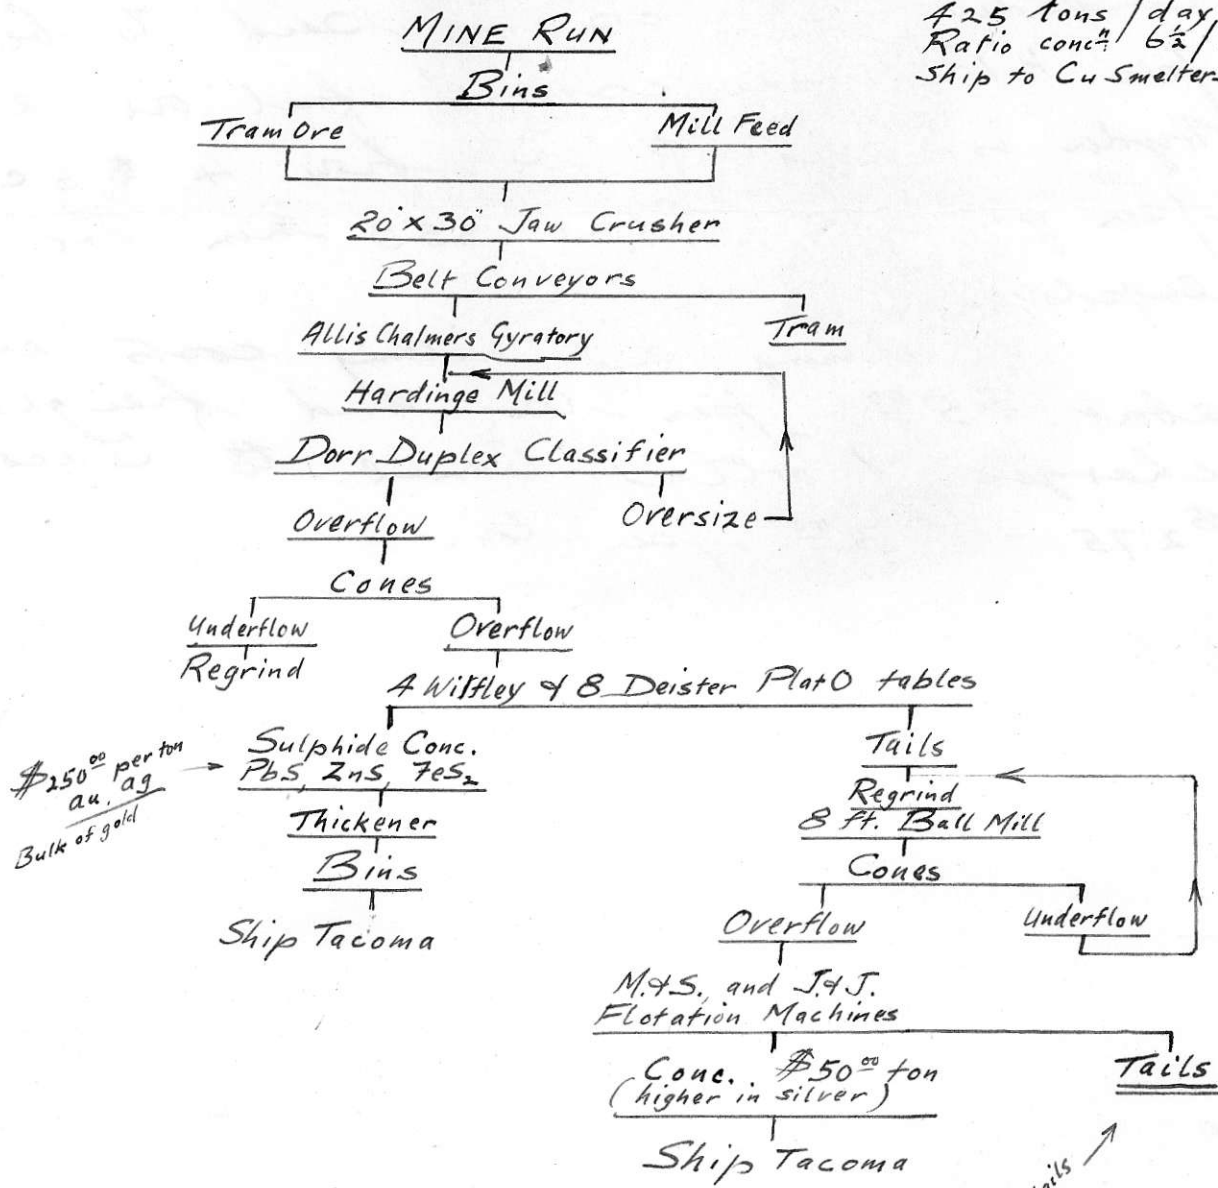 425 tons / day
Ratio concn 6½/
Ship to Cu Smelter
MINE RUN
Bins
Tram Ore
Mill Feed
20"x30" Jaw Crusher
Belt Conveyors
Allis Chalmers Gyratory
Tram
Hardinge Mill
Dorr Duplex Classifier
Overflow
Oversize
Cones
Underflow
Overflow
Regrind
4 Wilfley & 8 Deister Plat O tables
$250.00 per ton
au. ag
Bulk of gold
Sulphide Conc.
PbS, ZnS, FeS2
Thickener
Bins
Ship Tacoma
Tails
Regrind
8 ft. Ball Mill
Cones
Overflow
Underflow
M.&S. and J.&J.
Flotation Machines
Conc. $50.00 ton
(higher in silver)
Ship Tacoma
Tails